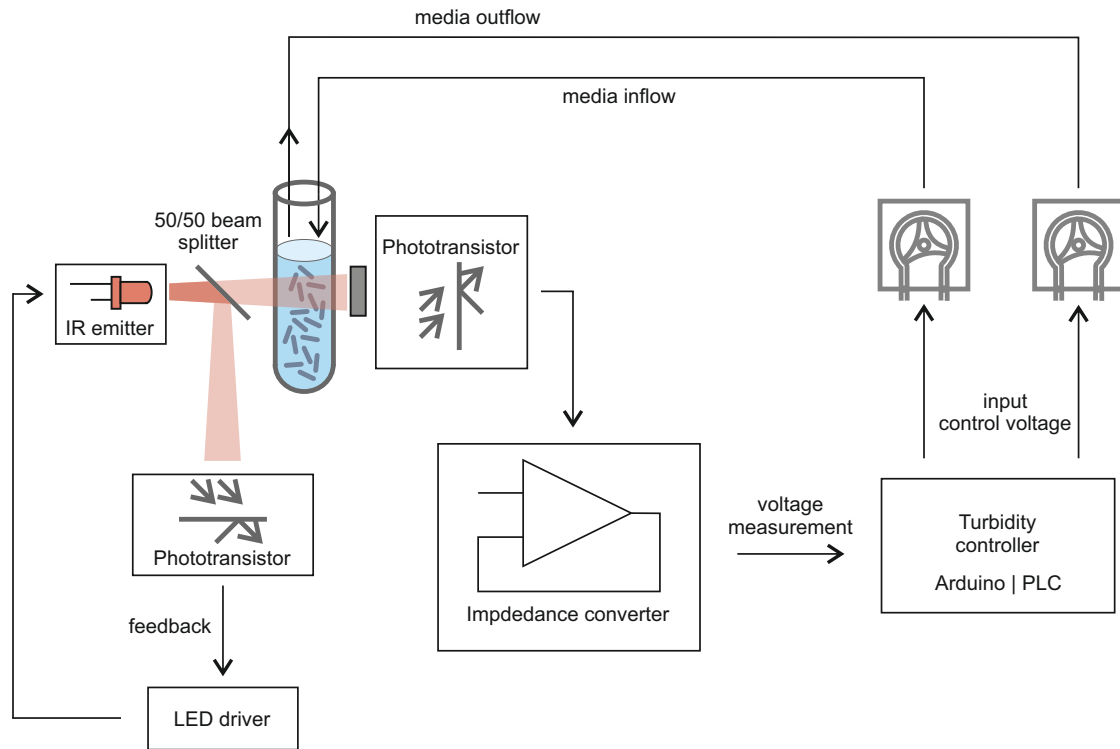 media outflow
media inflow
50/50 beam
splitter
Phototransistor
IR emitter
input
control voltage
Phototransistor
voltage
measurement
Turbidity
controller
Arduino | PLC
Impdedance converter
feedback
LED driver